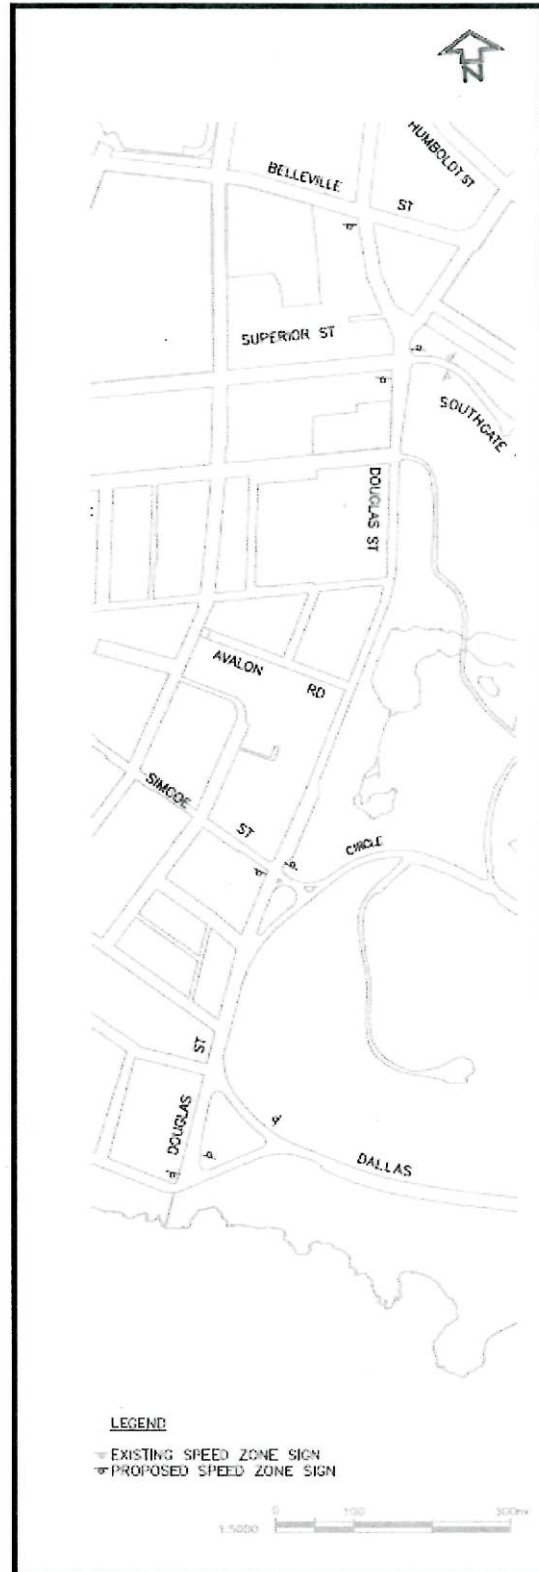 N
HUMBOLDT ST
BELLEVILLE ST
SUPERIOR ST
SOUTHGATE
DOUGLAS ST
AVALON RD
SIMCOE ST
CIRCLE
DOUGLAS ST
DALLAS
LEGEND
EXISTING SPEED ZONE SIGN
PROPOSED SPEED ZONE SIGN
0 100 300m
1:5000